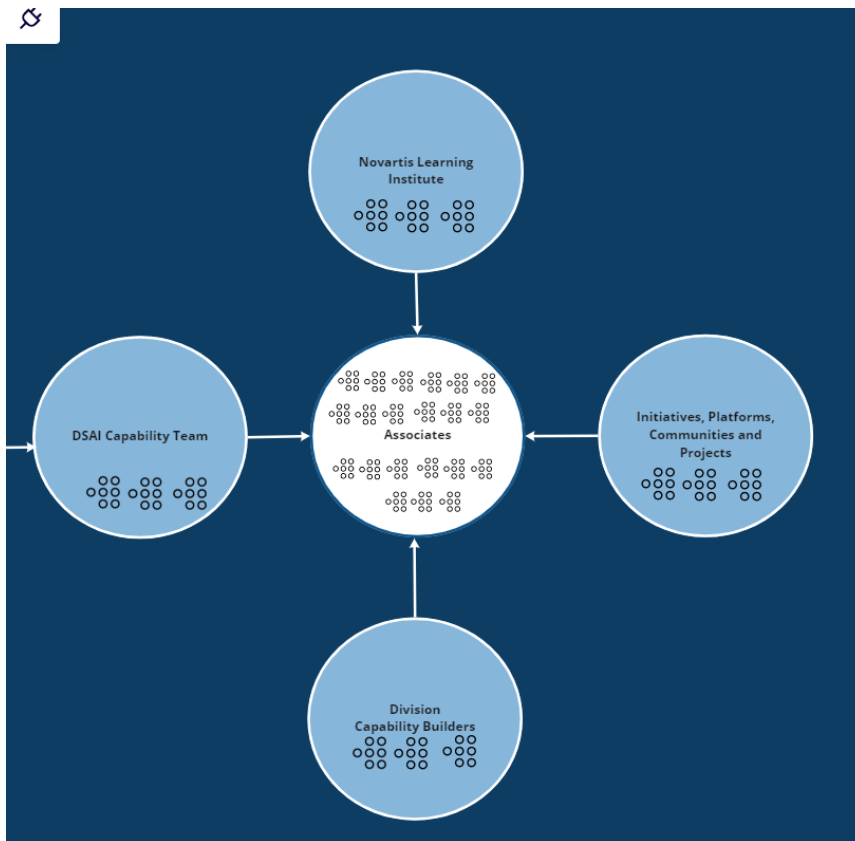 Novartis Learning
Institute
DSAI Capability Team
Associates
Initiatives, Platforms,
Communities and
Projects
Division
Capability Builders